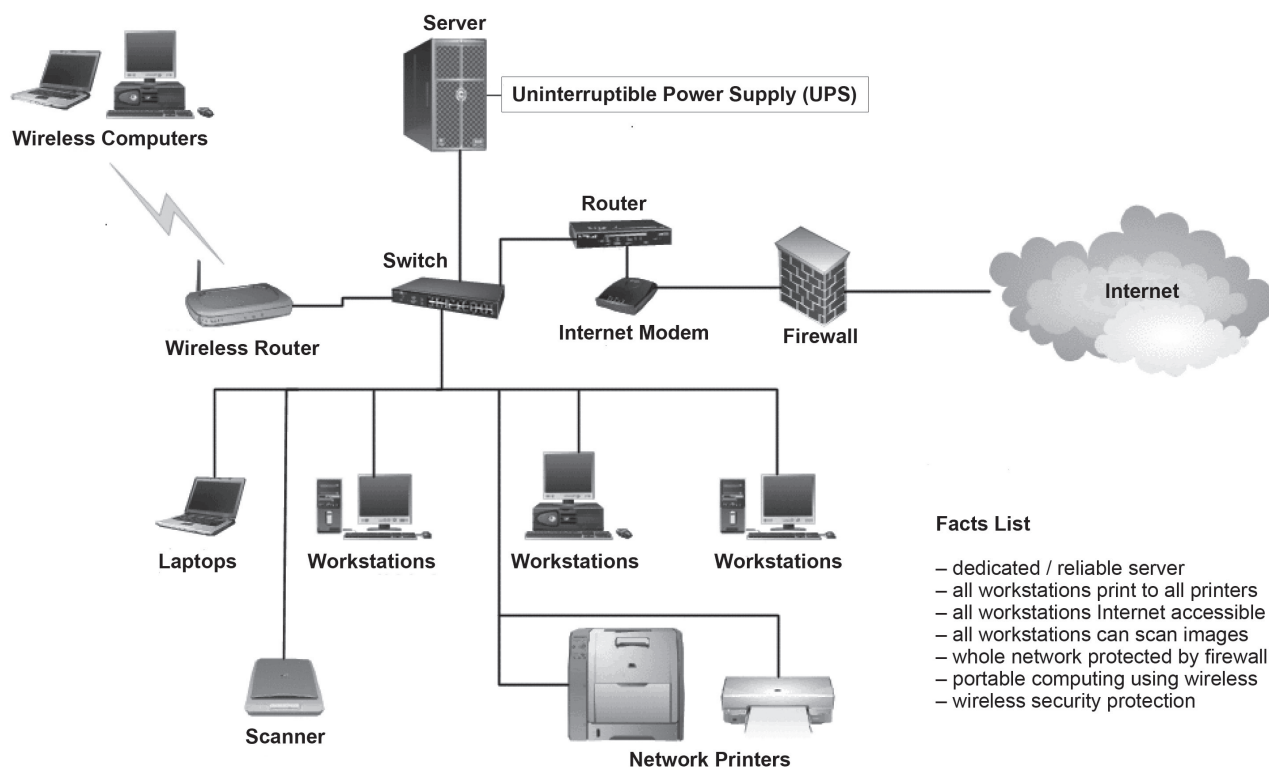 Server
Uninterruptible Power Supply (UPS)
Wireless Computers
Router
Switch
Internet
Wireless Router
Internet Modem
Firewall
Laptops
Workstations
Workstations
Workstations
Scanner
Network Printers
Facts List
– dedicated / reliable server
– all workstations print to all printers
– all workstations Internet accessible
– all workstations can scan images
– whole network protected by firewall
– portable computing using wireless
– wireless security protection